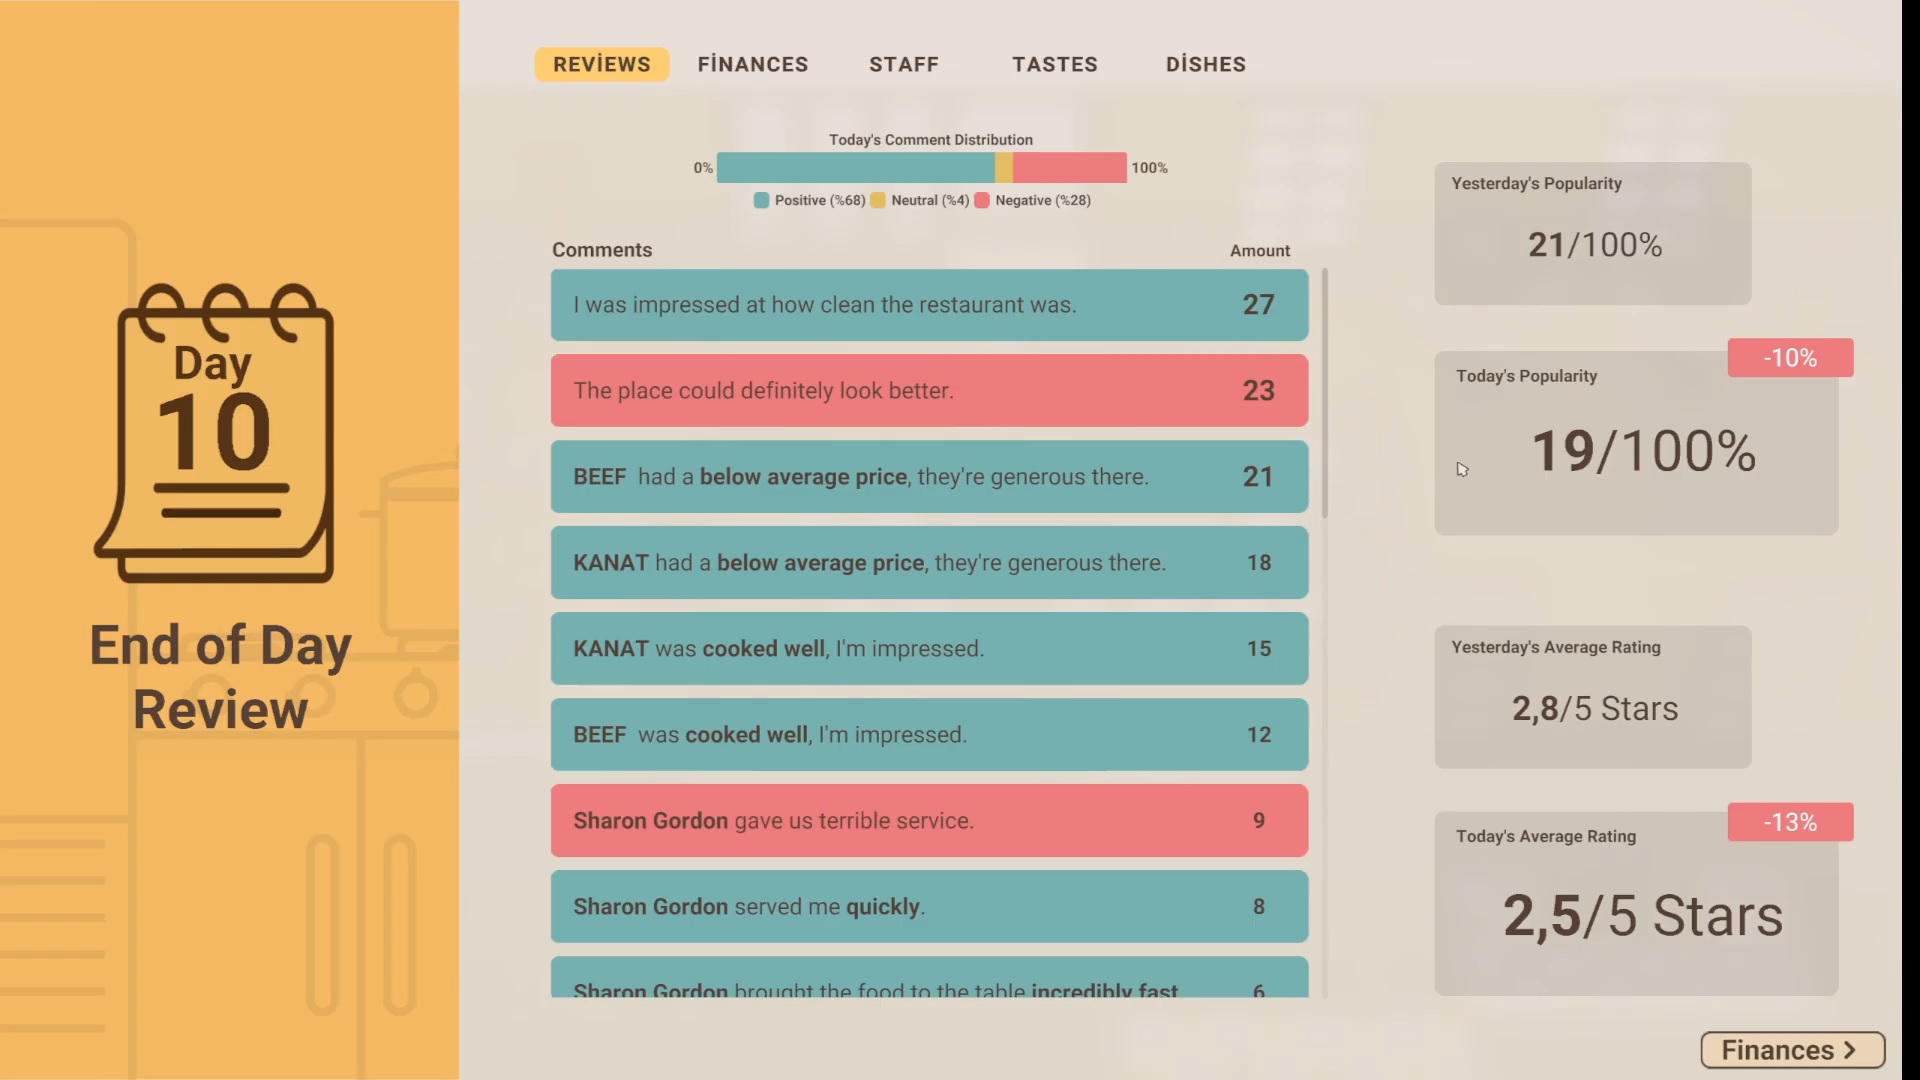 REVİEWS FİNANCES STAFF TASTES DİSHES
Day
10
End of Day
Review
Today's Comment Distribution
0% 100%
Positive (%68) Neutral (%4) Negative (%28)
Comments Amount
I was impressed at how clean the restaurant was. 27
The place could definitely look better. 23
BEEF had a below average price, they're generous there. 21
KANAT had a below average price, they're generous there. 18
KANAT was cooked well, I'm impressed. 15
BEEF was cooked well, I'm impressed. 12
Sharon Gordon gave us terrible service. 9
Sharon Gordon served me quickly. 8
Sharon Gordon brought the food to the table incredibly fast 6
Yesterday's Popularity
21/100%
-10%
Today's Popularity
19/100%
Yesterday's Average Rating
2,8/5 Stars
-13%
Today's Average Rating
2,5/5 Stars
Finances